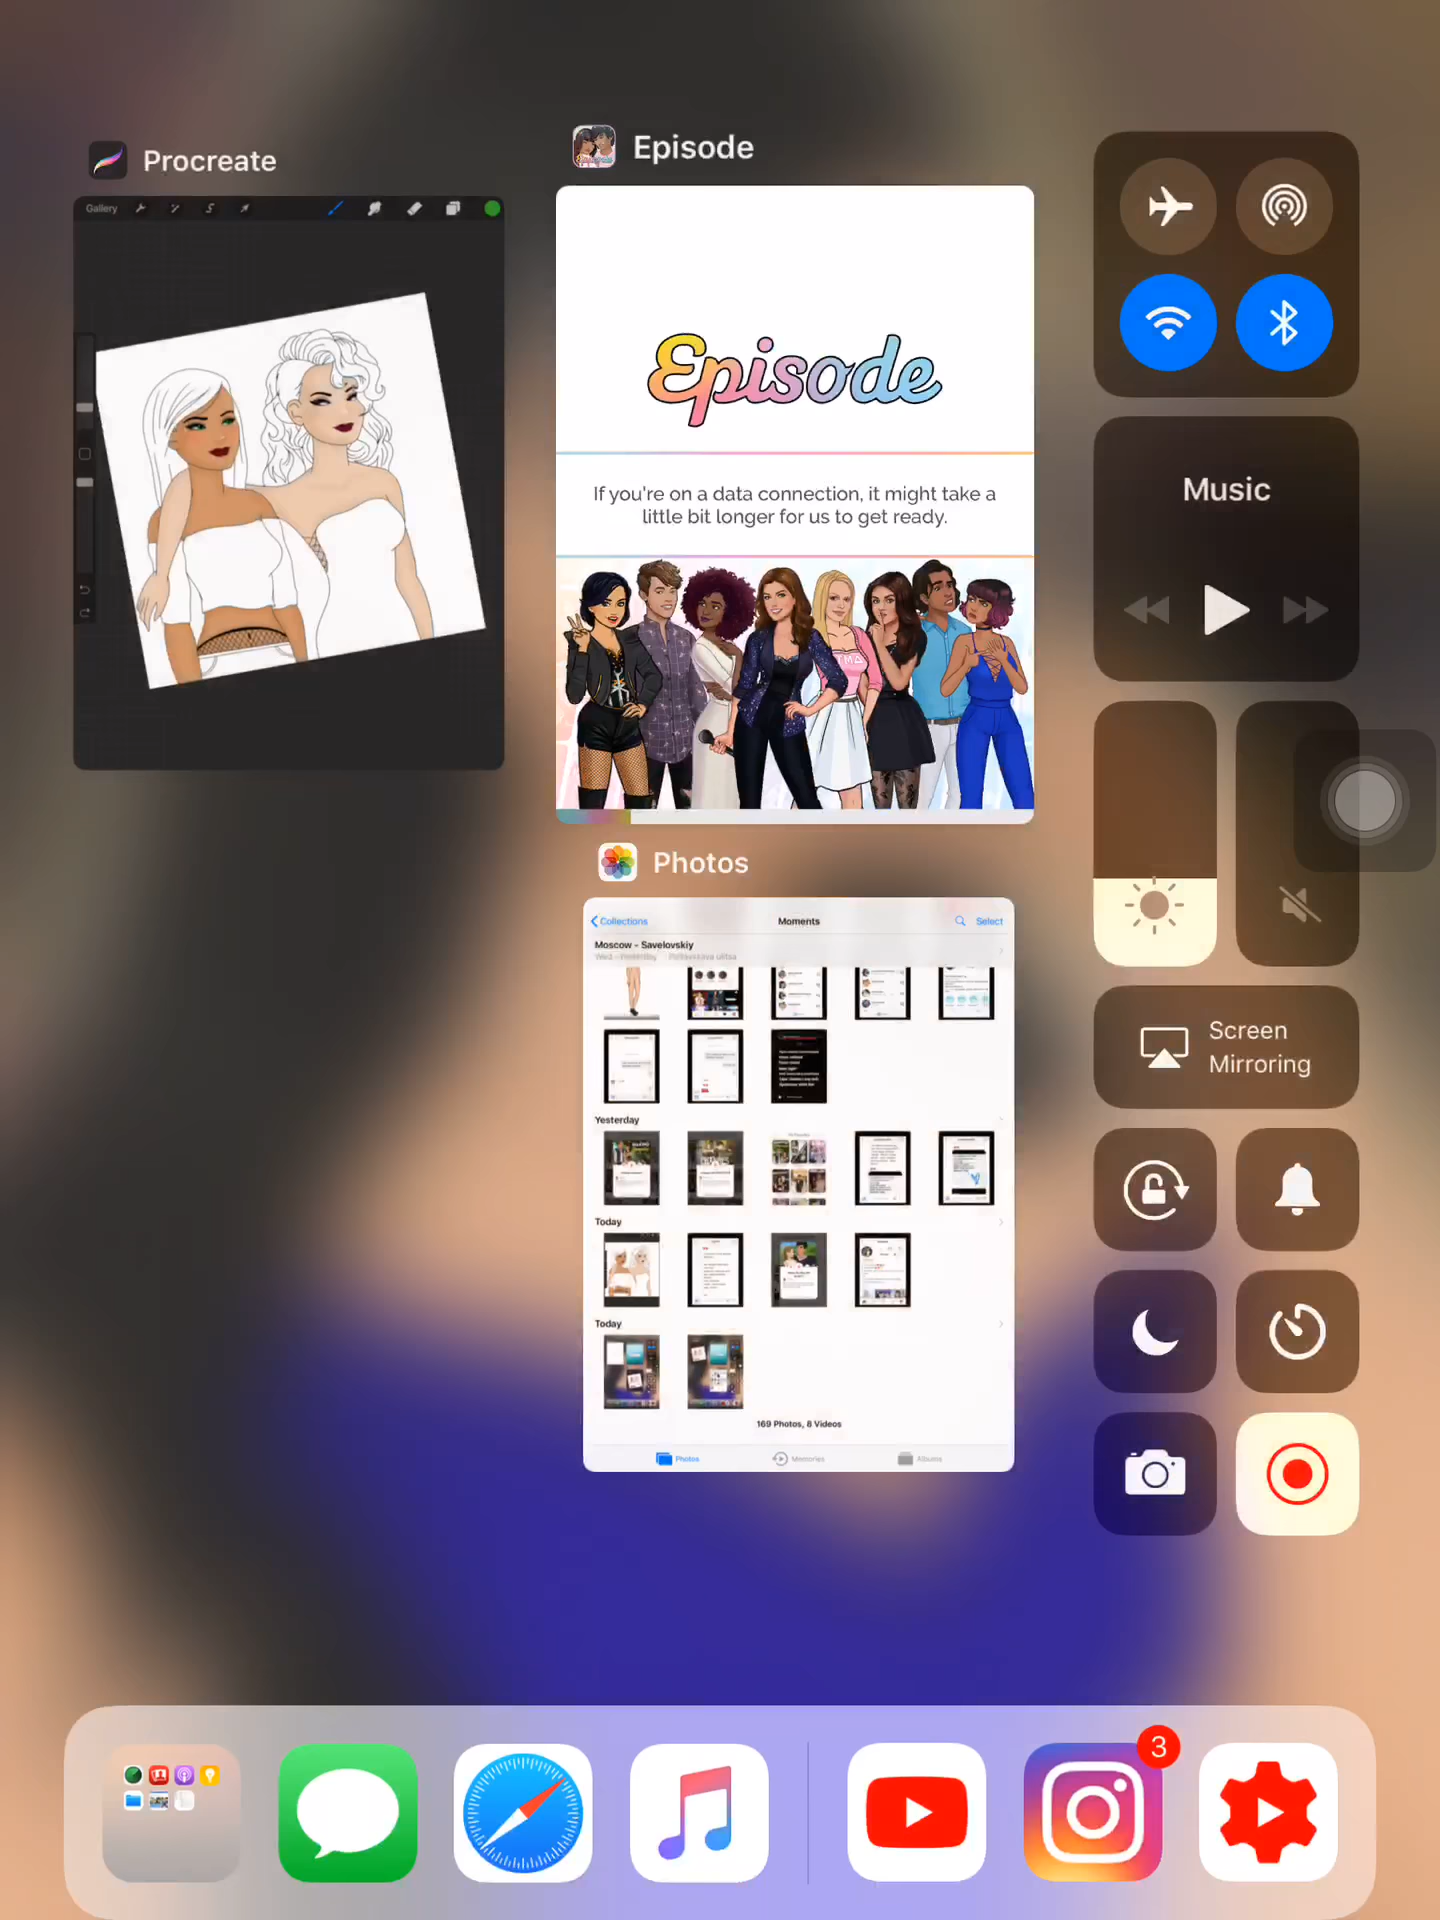 Procreate
Gallery
Episode
Episode
If you're on a data connection, it might take a
little bit longer for us to get ready.
Photos
Collections
Moments
Select
Moscow - Savelovskiy
Wed - Yesterday
Yesterday
Today
Today
169 Photos, 8 Videos
Photos
Memories
Albums
Music
Screen
Mirroring
3